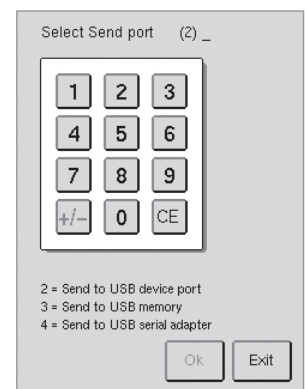 Select Send port (2) _
1 2 3
4 5 6
7 8 9
+/- 0 CE
2 = Send to USB device port
3 = Send to USB memory
4 = Send to USB serial adapter
Ok Exit